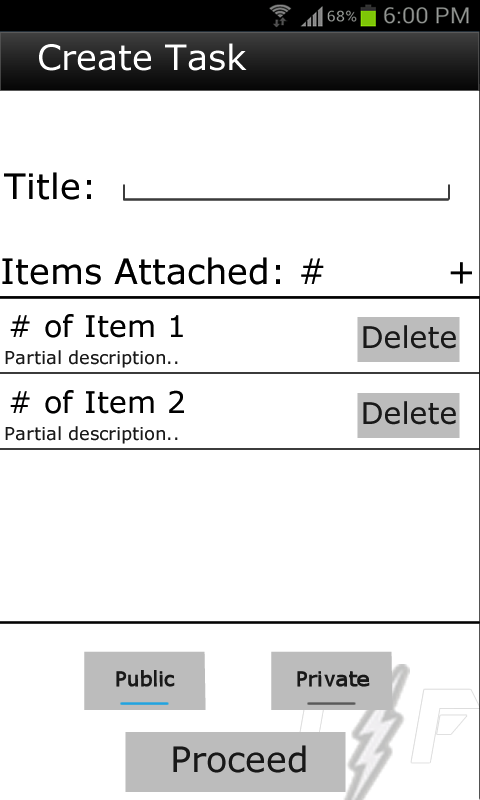 68% 6:00 PM
Create Task
Title:
Items Attached: # +
# of Item 1
Partial description..
Delete
# of Item 2
Partial description..
Delete
Public Private
Proceed
F